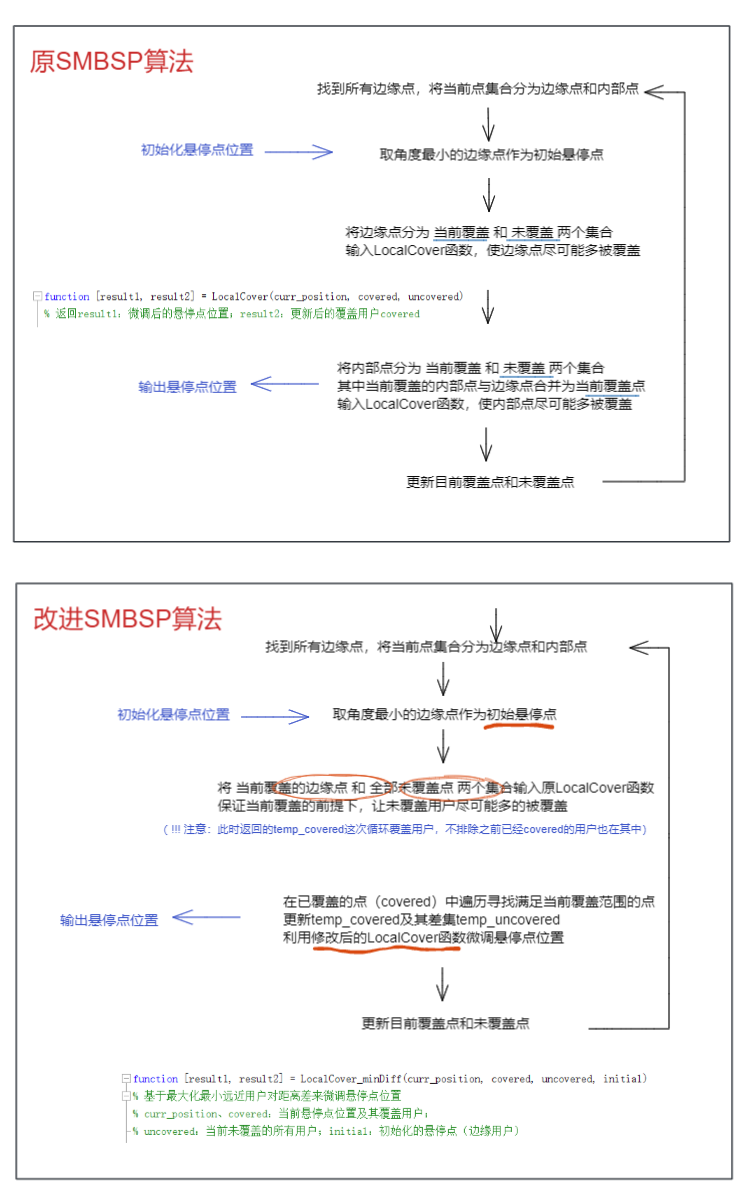 原SMBSP算法
找到所有边缘点，将当前点集合分为边缘点和内部点
初始化悬停点位置
取角度最小的边缘点作为初始悬停点
将边缘点分为 当前覆盖 和 未覆盖 两个集合
输入LocalCover函数，使边缘点尽可能多被覆盖
function [result1, result2] = LocalCover(curr_position, covered, uncovered)
% 返回result1：微调后的悬停点位置；result2：更新后的覆盖用户covered
将内部点分为 当前覆盖 和 未覆盖 两个集合
其中当前覆盖的内部点与边缘点合并为当前覆盖点
输入LocalCover函数，使内部点尽可能多被覆盖
输出悬停点位置
更新目前覆盖点和未覆盖点
改进SMBSP算法
找到所有边缘点，将当前点集合分为边缘点和内部点
初始化悬停点位置
取角度最小的边缘点作为初始悬停点
将 当前覆盖的边缘点 和 全部未覆盖点 两个集合输入原LocalCover函数
保证当前覆盖的前提下，让未覆盖用户尽可能多的被覆盖
( !!! 注意：此时返回的temp_covered这次循环覆盖用户，不排除之前已经covered的用户也在其中)
在已覆盖的点（covered）中遍历寻找满足当前覆盖范围的点
更新temp_covered及其差集temp_uncovered
利用修改后的LocalCover函数微调悬停点位置
输出悬停点位置
更新目前覆盖点和未覆盖点
function [result1, result2] = LocalCover_minDiff(curr_position, covered, uncovered, initial)
% 基于最大化最小远近用户对距离差来微调悬停点位置
% curr_position、covered：当前悬停点位置及其覆盖用户；
% uncovered：当前未覆盖的所有用户；initial：初始化的悬停点（边缘用户）